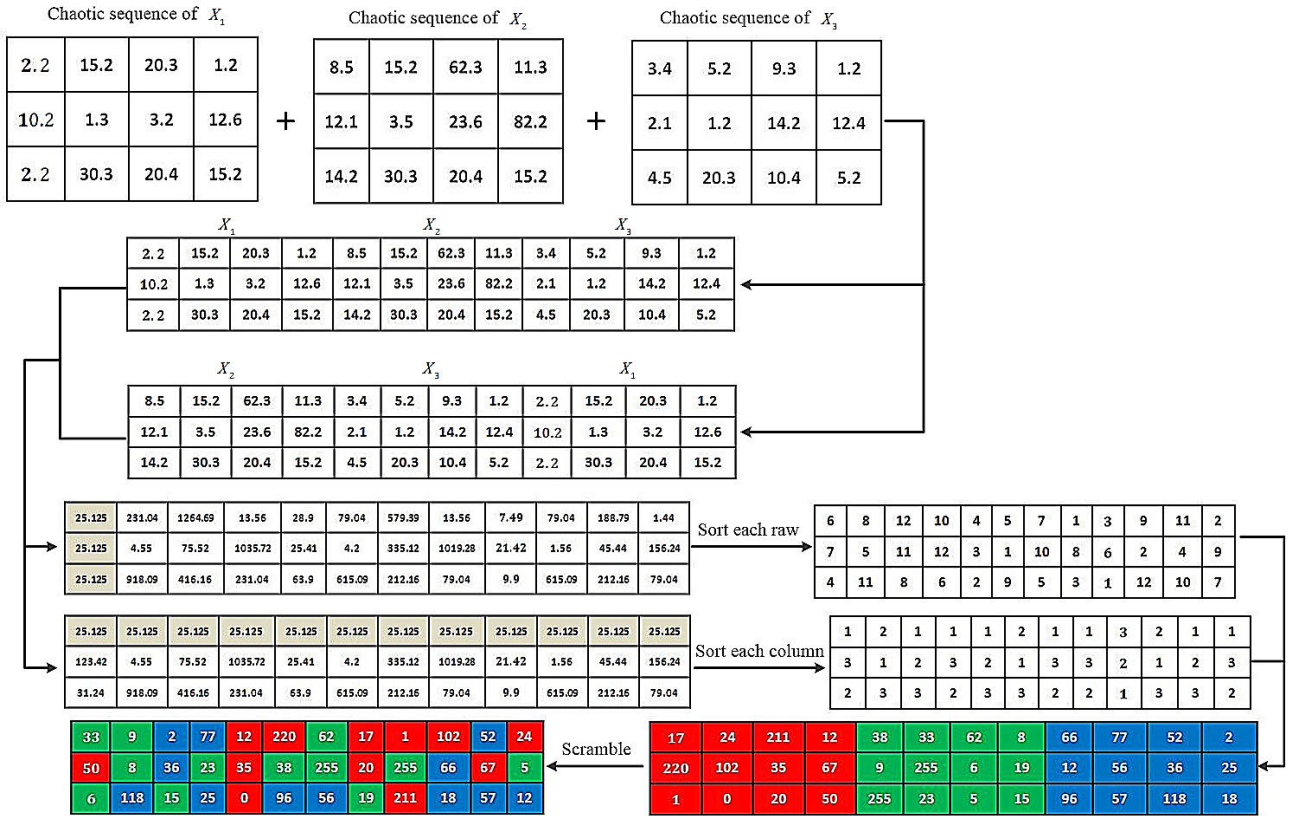 Chaotic sequence of X1 Chaotic sequence of X2 Chaotic sequence of X3
2.2 15.2 20.3 1.2
10.2 1.3 3.2 12.6
2.2 30.3 20.4 15.2
+
8.5 15.2 62.3 11.3
12.1 3.5 23.6 82.2
14.2 30.3 20.4 15.2
+
3.4 5.2 9.3 1.2
2.1 1.2 14.2 12.4
4.5 20.3 10.4 5.2
X1 X2 X3
2.2 15.2 20.3 1.2 8.5 15.2 62.3 11.3 3.4 5.2 9.3 1.2
10.2 1.3 3.2 12.6 12.1 3.5 23.6 82.2 2.1 1.2 14.2 12.4
2.2 30.3 20.4 15.2 14.2 30.3 20.4 15.2 4.5 20.3 10.4 5.2
X2 X3 X1
8.5 15.2 62.3 11.3 3.4 5.2 9.3 1.2 2.2 15.2 20.3 1.2
12.1 3.5 23.6 82.2 2.1 1.2 14.2 12.4 10.2 1.3 3.2 12.6
14.2 30.3 20.4 15.2 4.5 20.3 10.4 5.2 2.2 30.3 20.4 15.2
25.125 231.04 1264.69 13.56 28.9 79.04 579.39 13.56 7.49 79.04 188.79 1.44
25.125 4.55 75.52 1035.72 25.41 4.2 335.12 1019.28 21.42 1.56 45.44 156.24
25.125 918.09 416.16 231.04 63.9 615.09 212.16 79.04 9.9 615.09 212.16 79.04
Sort each raw
6 8 12 10 4 5 7 1 3 9 11 2
7 5 11 12 3 1 10 8 6 2 4 9
4 11 8 6 2 9 5 3 1 12 10 7
25.125 25.125 25.125 25.125 25.125 25.125 25.125 25.125 25.125 25.125 25.125 25.125
123.42 4.55 75.52 1035.72 25.41 4.2 335.12 1019.28 21.42 1.56 45.44 156.24
31.24 918.09 416.16 231.04 63.9 615.09 212.16 79.04 9.9 615.09 212.16 79.04
Sort each column
1 2 1 1 1 2 1 1 3 2 1 1
3 1 2 3 2 1 3 3 2 1 2 3
2 3 3 2 3 3 2 2 1 3 3 2
33 9 2 77 12 220 62 17 1 102 52 24
50 8 36 23 35 38 255 20 255 66 67 5
6 118 15 25 0 96 56 19 211 18 57 12
Scramble
17 24 211 12 38 33 62 8 66 77 52 2
220 102 35 67 9 255 6 19 12 56 36 25
1 0 20 50 255 23 5 15 96 57 118 18